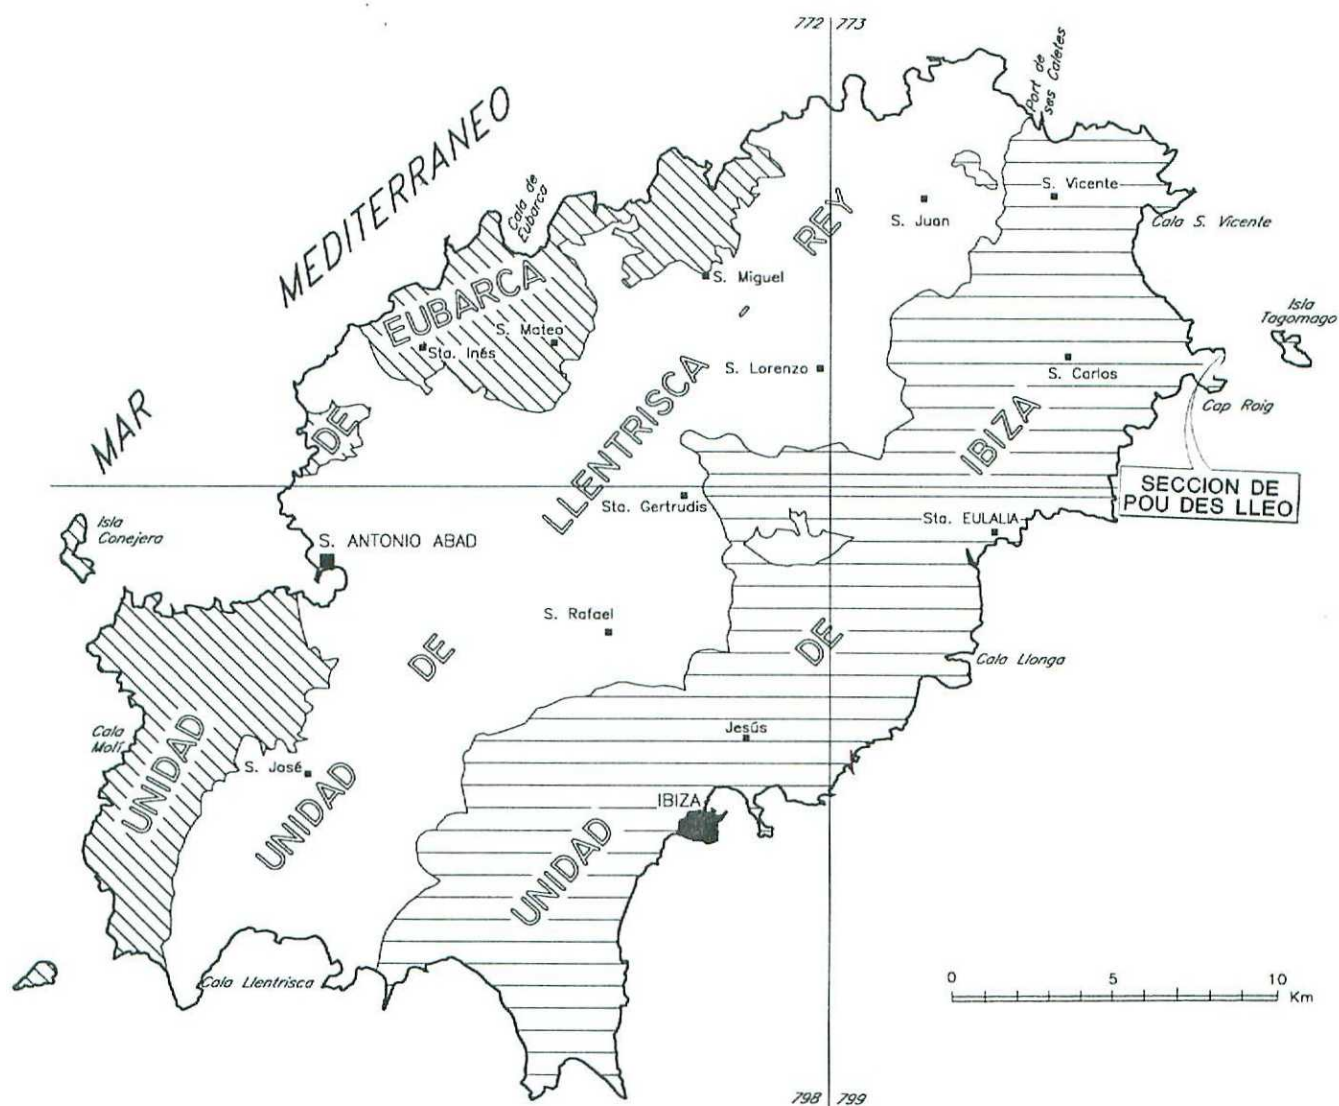 772 773
Port de
ses Caletes
MAR MEDITERRANEO
Cala de
Eubarca
REY
S. Juan
S. Vicente
Cala S. Vicente
S. Miguel
Isla
Tagomago
EUBARCA
S. Mateo
Sta. Inés
S. Lorenzo
S. Carlos
Cap Roig
DE
LLENTRISCA
IBIZA
SECCION DE
POU DES LLEO
Sta. Gertrudis
Sta. EULALIA
Isla
Conejera
S. ANTONIO ABAD
S. Rafael
DE
DE
Cala Llonga
Cala
Molí
UNIDAD
S. José
UNIDAD
Jesús
IBIZA
UNIDAD
Cala Llentrisca
0 5 10
Km
798 799